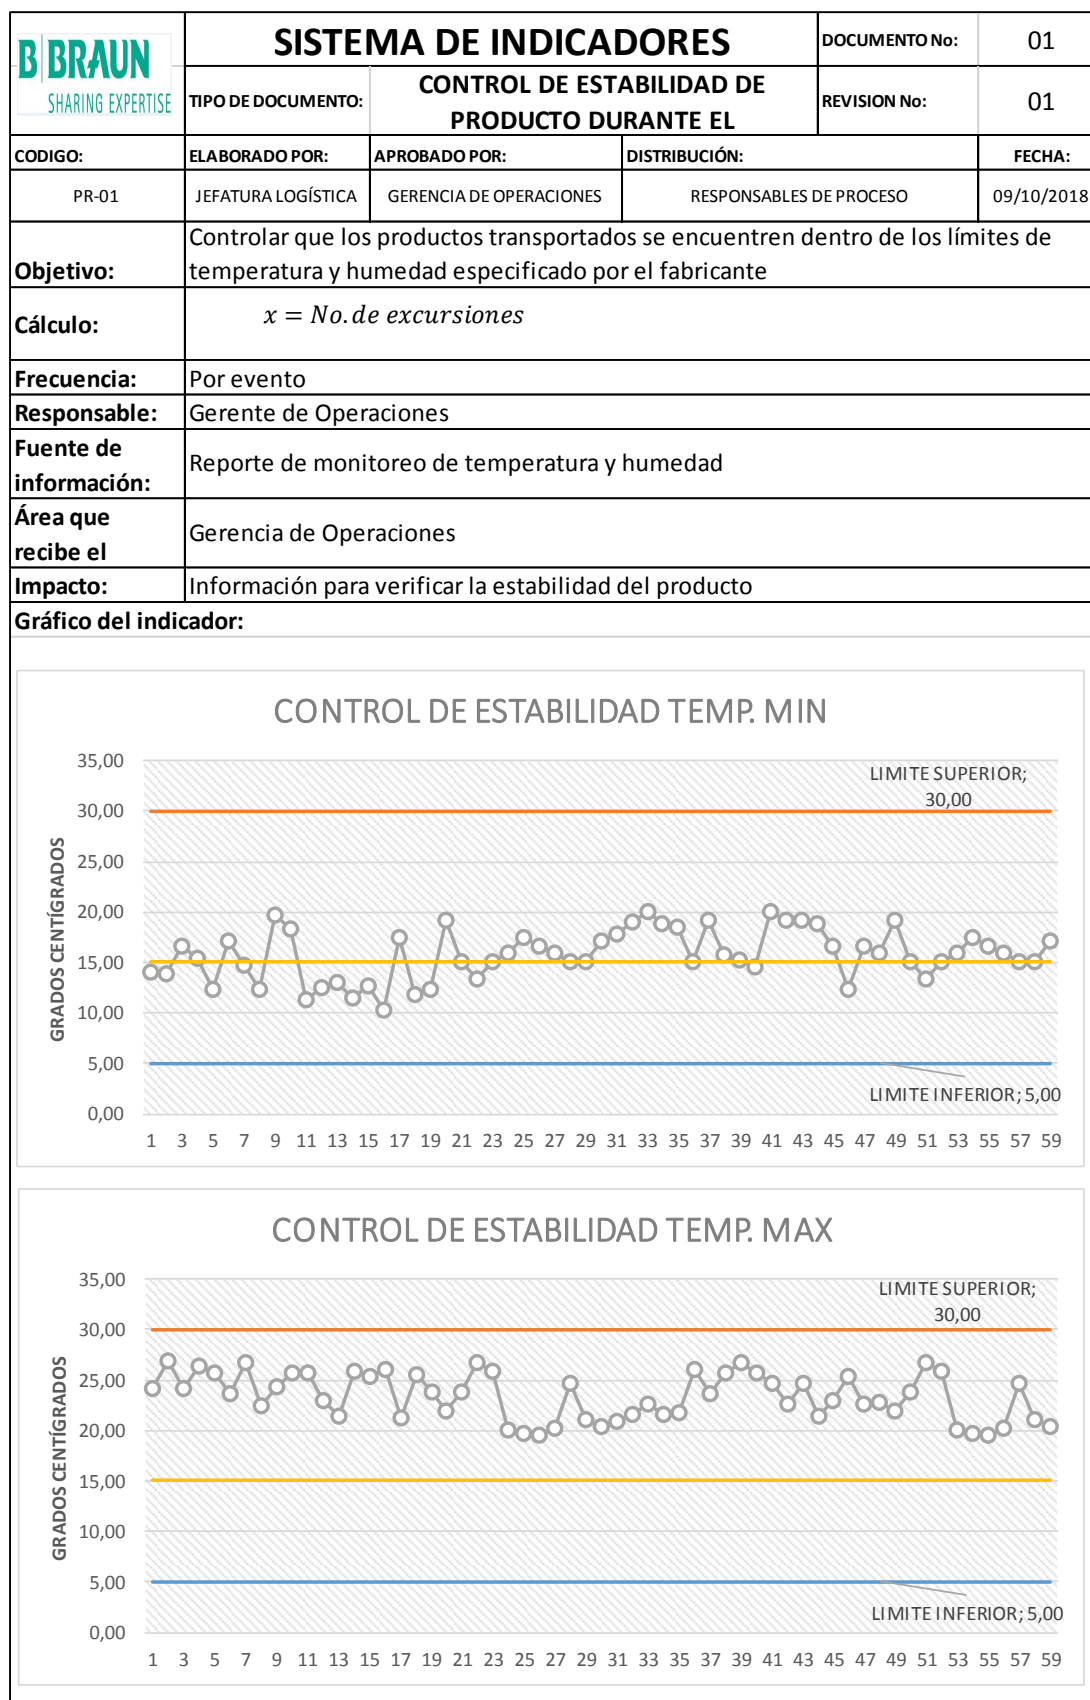 B BRAUN
SHARING EXPERTISE
SISTEMA DE INDICADORES
DOCUMENTO No:
01
TIPO DE DOCUMENTO:
CONTROL DE ESTABILIDAD DE
PRODUCTO DURANTE EL
REVISION No:
01
CODIGO:
ELABORADO POR:
APROBADO POR:
DISTRIBUCIÓN:
FECHA:
PR-01
JEFATURA LOGÍSTICA
GERENCIA DE OPERACIONES
RESPONSABLES DE PROCESO
09/10/2018
Objetivo:
Controlar que los productos transportados se encuentren dentro de los límites de
temperatura y humedad especificado por el fabricante
Cálculo:
x = No. de excursiones
Frecuencia:
Por evento
Responsable:
Gerente de Operaciones
Fuente de
información:
Reporte de monitoreo de temperatura y humedad
Área que
recibe el
Gerencia de Operaciones
Impacto:
Información para verificar la estabilidad del producto
Gráfico del indicador:
CONTROL DE ESTABILIDAD TEMP. MIN
GRADOS CENTÍGRADOS
35,00
30,00
25,00
20,00
15,00
10,00
5,00
0,00
LIMITE SUPERIOR;
30,00
LIMITE INFERIOR; 5,00
1 3 5 7 9 11 13 15 17 19 21 23 25 27 29 31 33 35 37 39 41 43 45 47 49 51 53 55 57 59
CONTROL DE ESTABILIDAD TEMP. MAX
GRADOS CENTÍGRADOS
35,00
30,00
25,00
20,00
15,00
10,00
5,00
0,00
LIMITE SUPERIOR;
30,00
LIMITE INFERIOR; 5,00
1 3 5 7 9 11 13 15 17 19 21 23 25 27 29 31 33 35 37 39 41 43 45 47 49 51 53 55 57 59